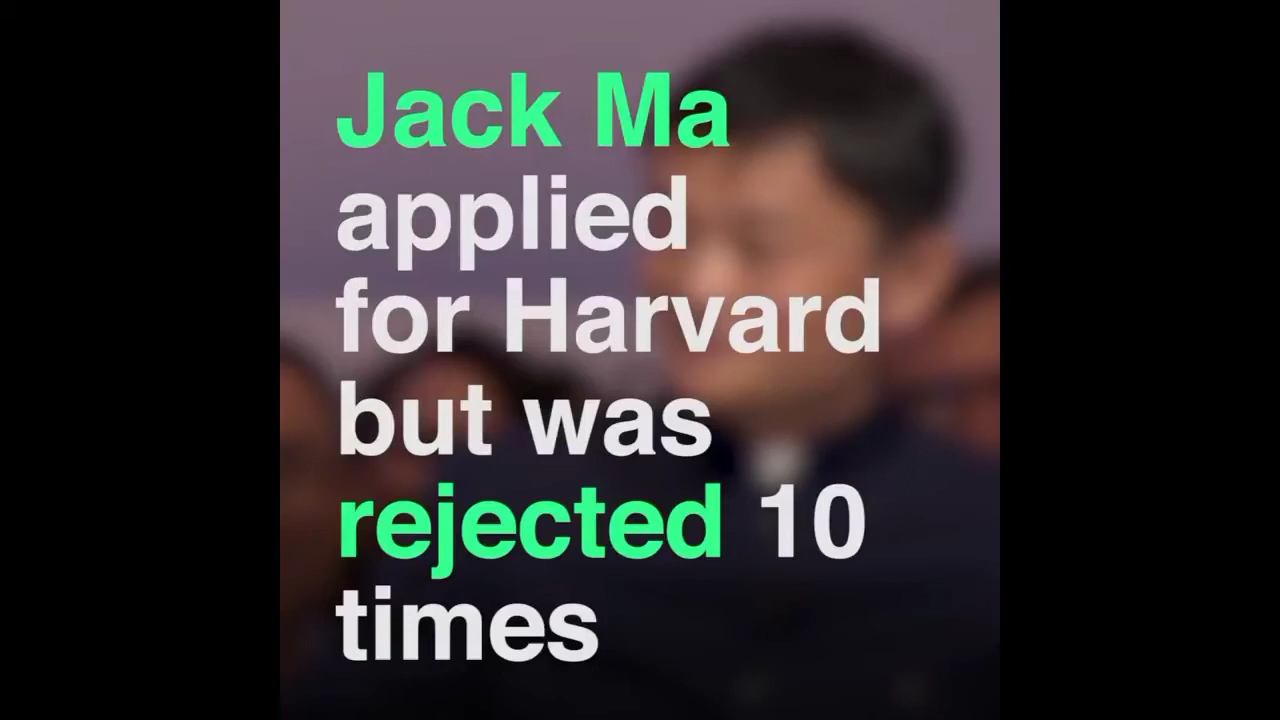 Jack Ma
applied
for Harvard
but was
rejected 10
times